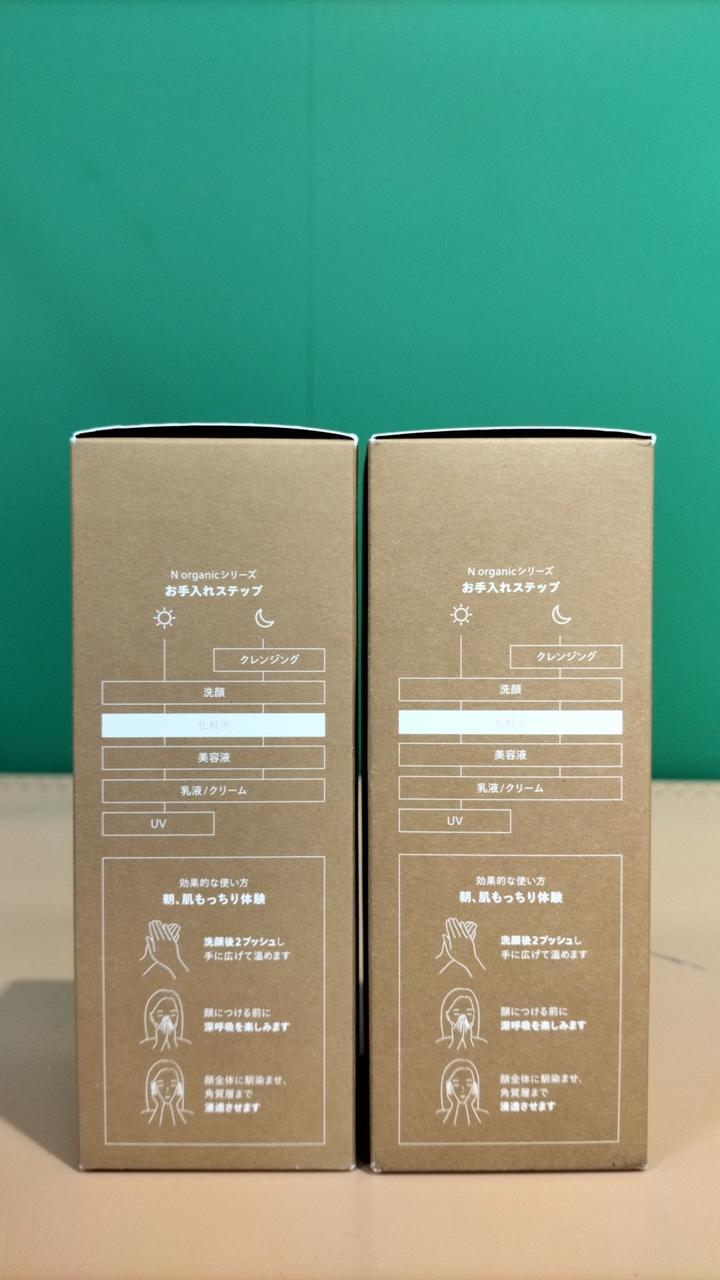 N organicシリーズ
お手入れステップ
クレンジング
洗顔
化粧水
美容液
乳液/クリーム
UV
効果的な使い方
朝、肌もっちり体験
洗顔後2プッシュし
手に広げて温めます
顔につける前に
深呼吸を楽しみます
顔全体に馴染ませ、
角質層まで
浸透させます
N organicシリーズ
お手入れステップ
クレンジング
洗顔
化粧水
美容液
乳液/クリーム
UV
効果的な使い方
朝、肌もっちり体験
洗顔後2プッシュし
手に広げて温めます
顔につける前に
深呼吸を楽しみます
顔全体に馴染ませ、
角質層まで
浸透させます